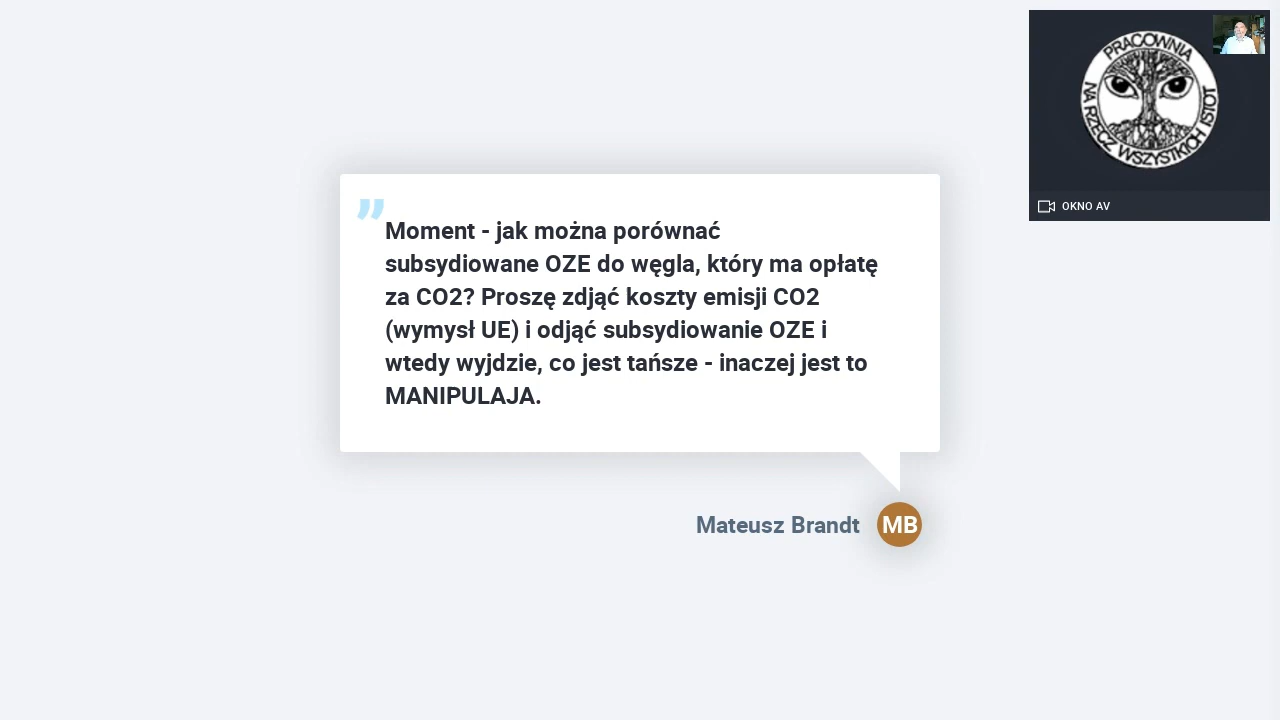 ”
Moment - jak można porównać
subsydiowane OZE do węgla, który ma opłatę
za CO2? Proszę zdjąć koszty emisji CO2
(wymysł UE) i odjąć subsydiowanie OZE i
wtedy wyjdzie, co jest tańsze - inaczej jest to
MANIPULAJA.
Mateusz Brandt
MB
PRACOWNIA
NA RZECZ WSZYSTKICH ISTOT
OKNO AV